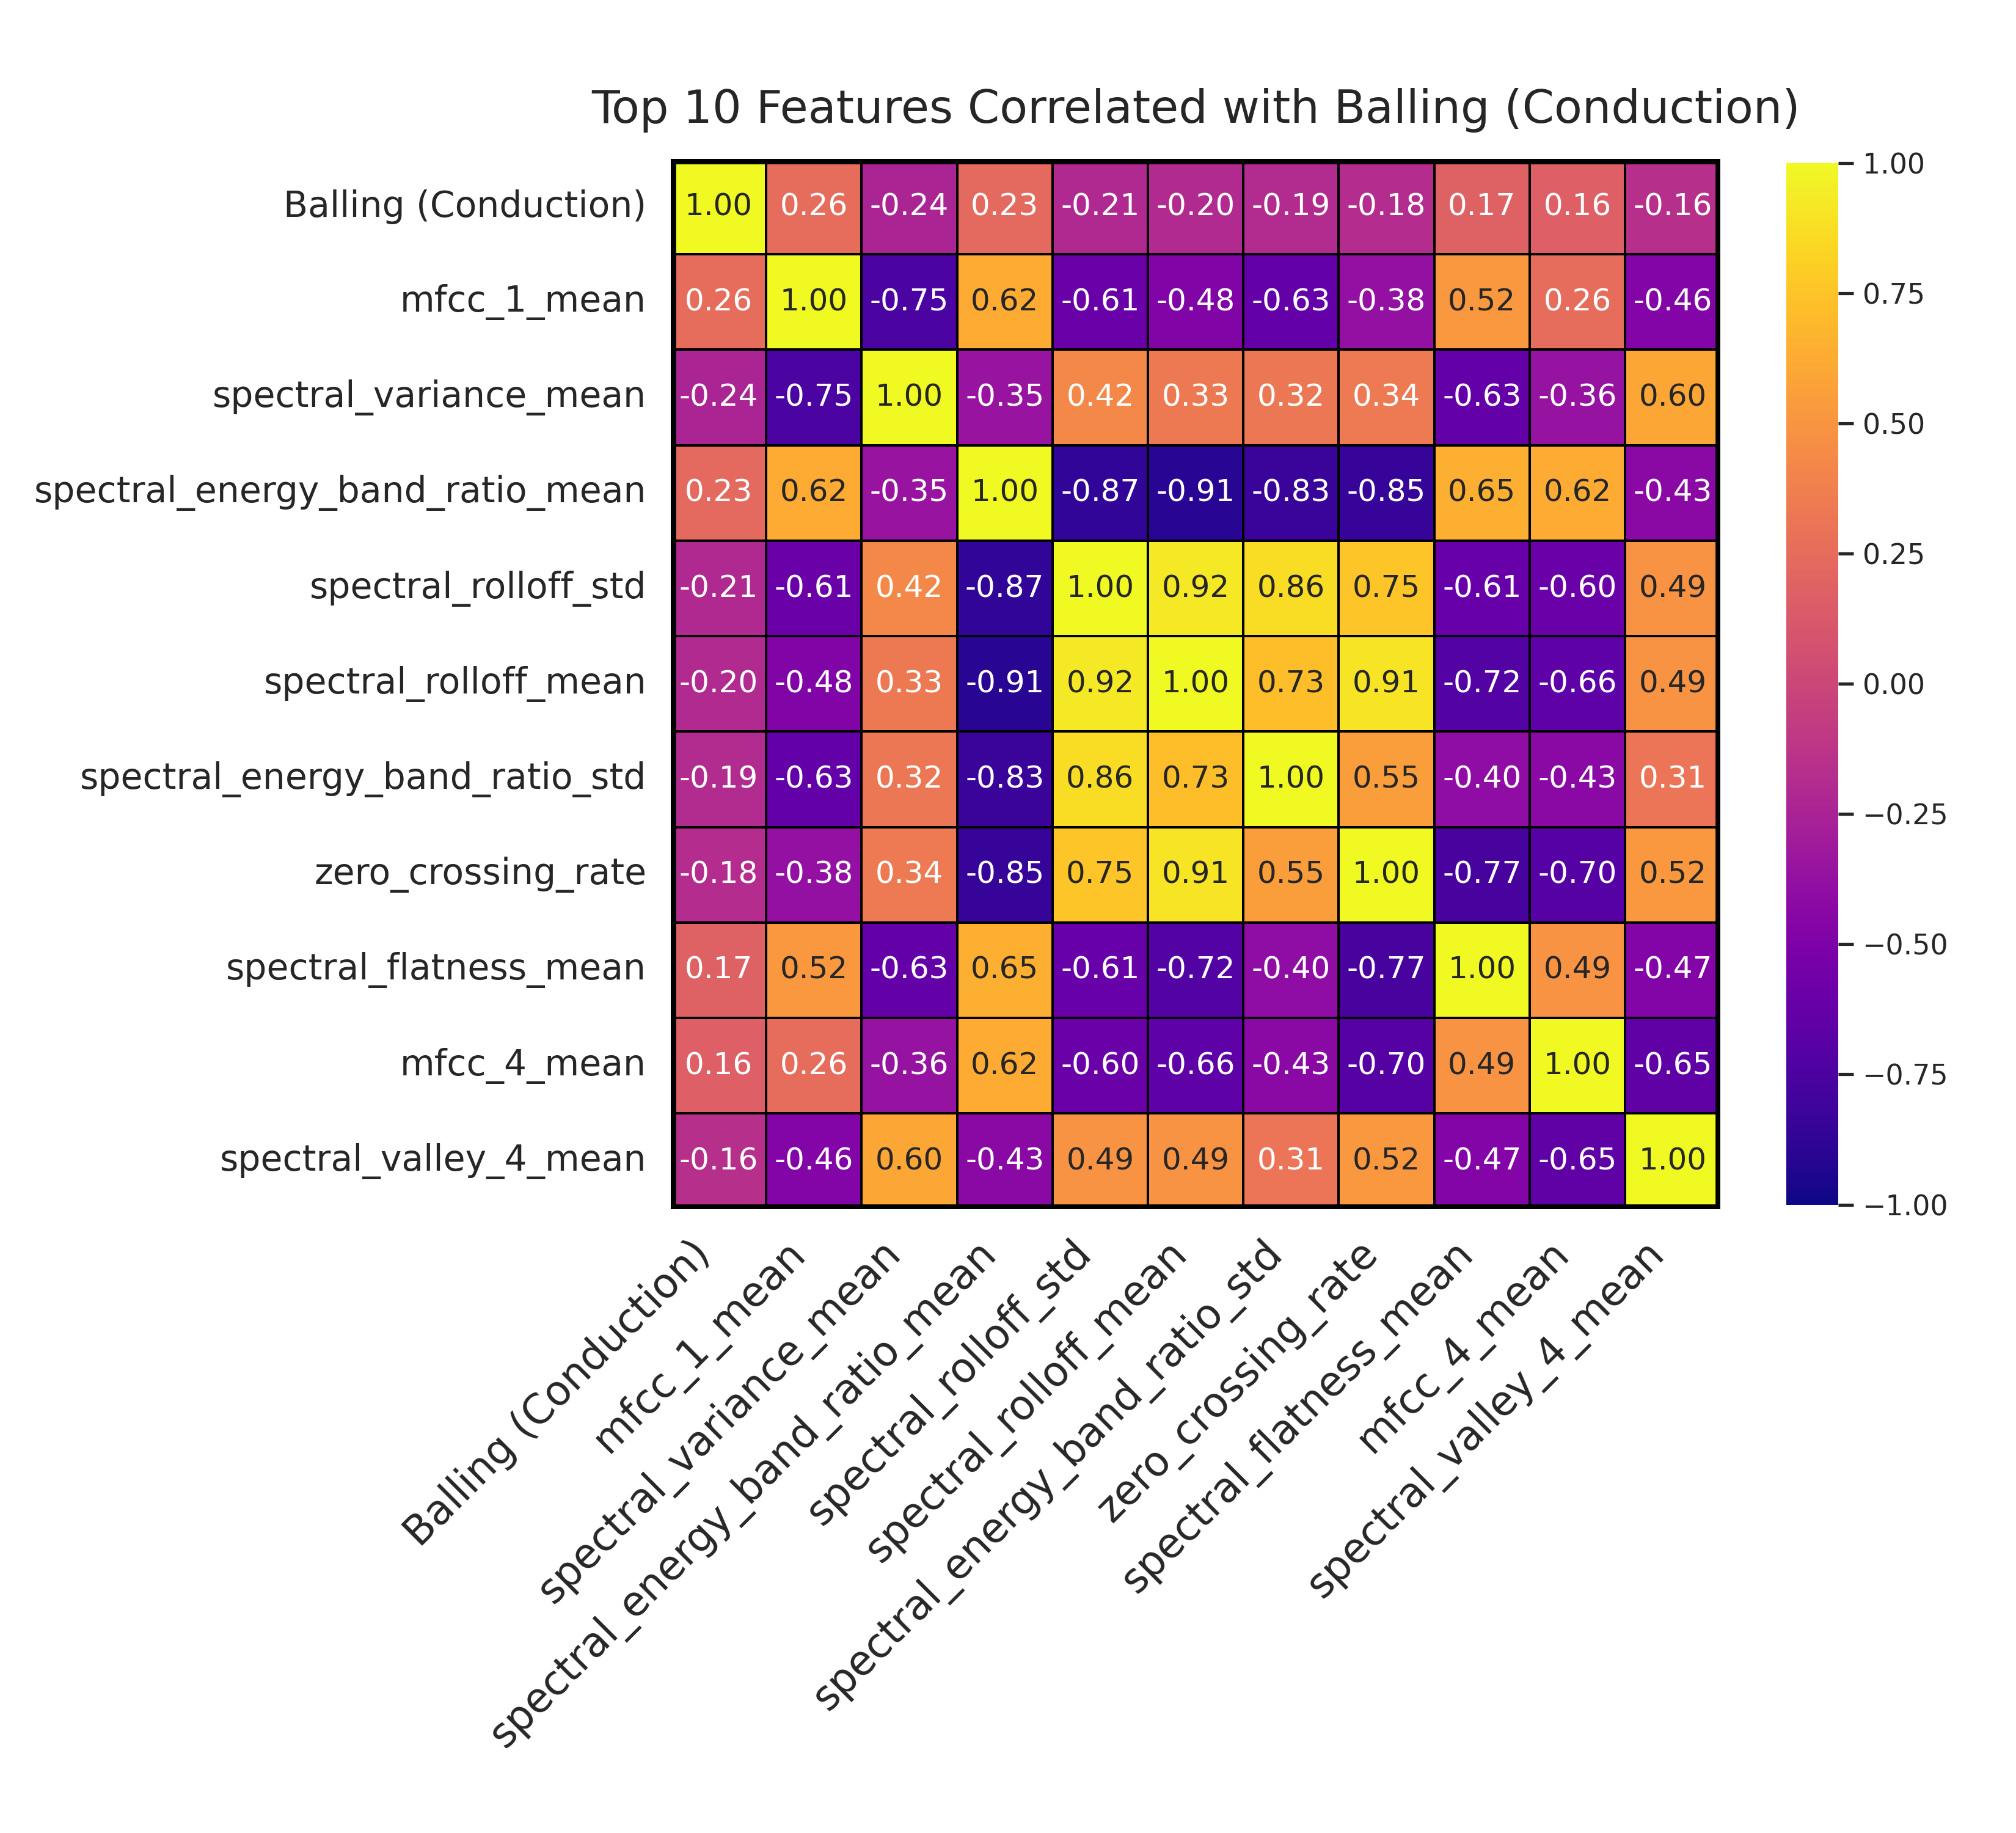 Top 10 Features Correlated with Balling (Conduction)
Balling (Conduction) 1.00 0.26 -0.24 0.23 -0.21 -0.20 -0.19 -0.18 0.17 0.16 -0.16
mfcc_1_mean 0.26 1.00 -0.75 0.62 -0.61 -0.48 -0.63 -0.38 0.52 0.26 -0.46
spectral_variance_mean -0.24 -0.75 1.00 -0.35 0.42 0.33 0.32 0.34 -0.63 -0.36 0.60
spectral_energy_band_ratio_mean 0.23 0.62 -0.35 1.00 -0.87 -0.91 -0.83 -0.85 0.65 0.62 -0.43
spectral_rolloff_std -0.21 -0.61 0.42 -0.87 1.00 0.92 0.86 0.75 -0.61 -0.60 0.49
spectral_rolloff_mean -0.20 -0.48 0.33 -0.91 0.92 1.00 0.73 0.91 -0.72 -0.66 0.49
spectral_energy_band_ratio_std -0.19 -0.63 0.32 -0.83 0.86 0.73 1.00 0.55 -0.40 -0.43 0.31
zero_crossing_rate -0.18 -0.38 0.34 -0.85 0.75 0.91 0.55 1.00 -0.77 -0.70 0.52
spectral_flatness_mean 0.17 0.52 -0.63 0.65 -0.61 -0.72 -0.40 -0.77 1.00 0.49 -0.47
mfcc_4_mean 0.16 0.26 -0.36 0.62 -0.60 -0.66 -0.43 -0.70 0.49 1.00 -0.65
spectral_valley_4_mean -0.16 -0.46 0.60 -0.43 0.49 0.49 0.31 0.52 -0.47 -0.65 1.00
Balling (Conduction)
mfcc_1_mean
spectral_variance_mean
spectral_energy_band_ratio_mean
spectral_rolloff_std
spectral_rolloff_mean
spectral_energy_band_ratio_std
zero_crossing_rate
spectral_flatness_mean
mfcc_4_mean
spectral_valley_4_mean
1.00
0.75
0.50
0.25
0.00
−0.25
−0.50
−0.75
−1.00